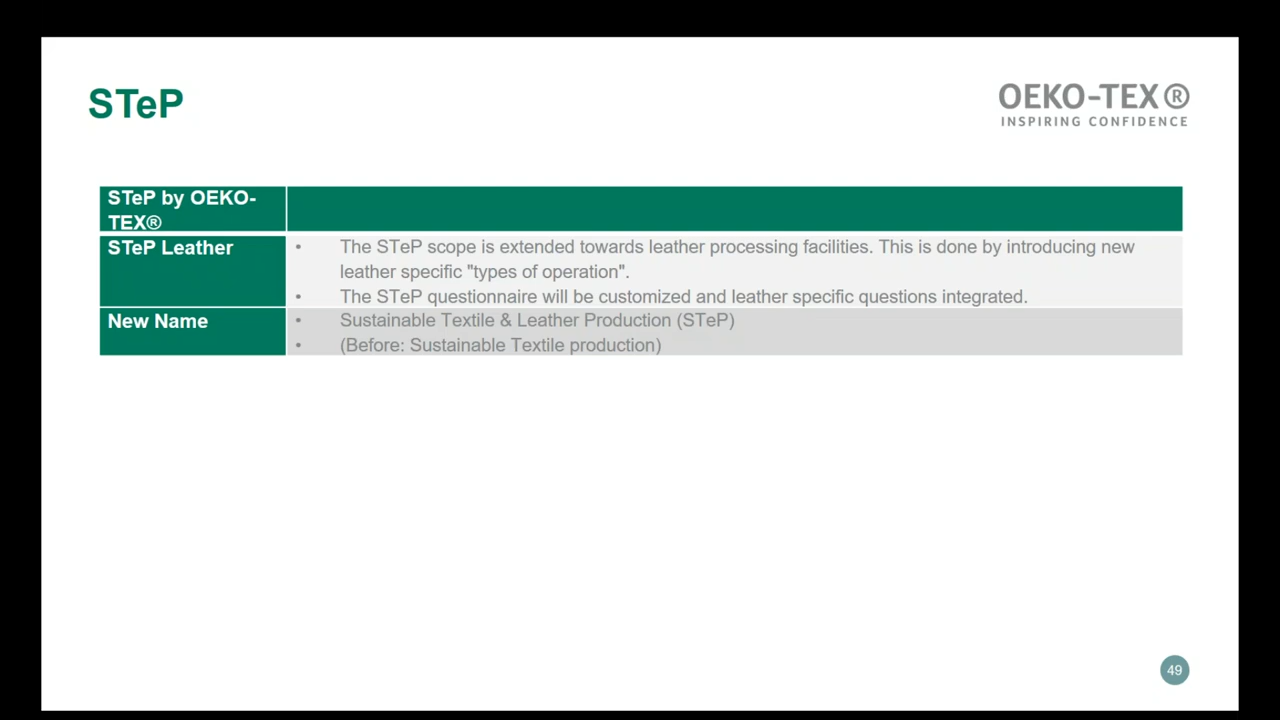 STeP
OEKO-TEX®
INSPIRING CONFIDENCE
STeP by OEKO-
TEX®
STeP Leather
• The STeP scope is extended towards leather processing facilities. This is done by introducing new
leather specific "types of operation".
• The STeP questionnaire will be customized and leather specific questions integrated.
New Name
• Sustainable Textile & Leather Production (STeP)
• (Before: Sustainable Textile production)
49